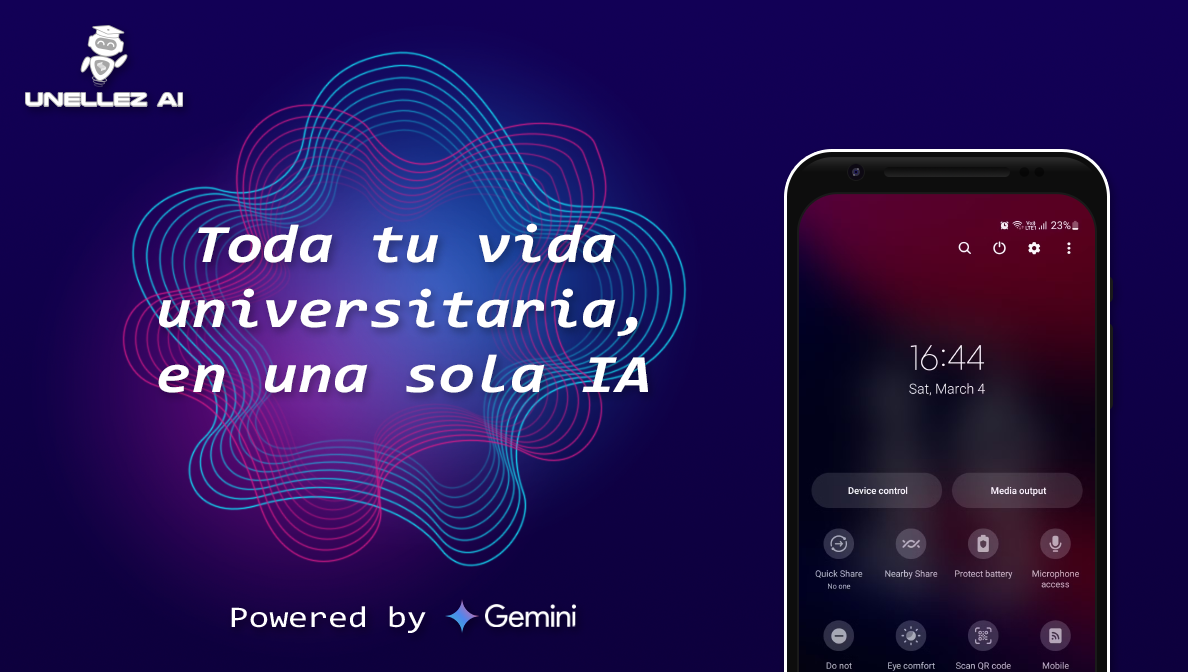 UNELLEZ AI
Toda tu vida
universitaria,
en una sola IA
Powered by Gemini
23%
16:44
Sat, March 4
Device control
Media output
Quick Share
No one
Nearby Share
Protect battery
Microphone
access
Do not
Eye comfort
Scan QR code
Mobile